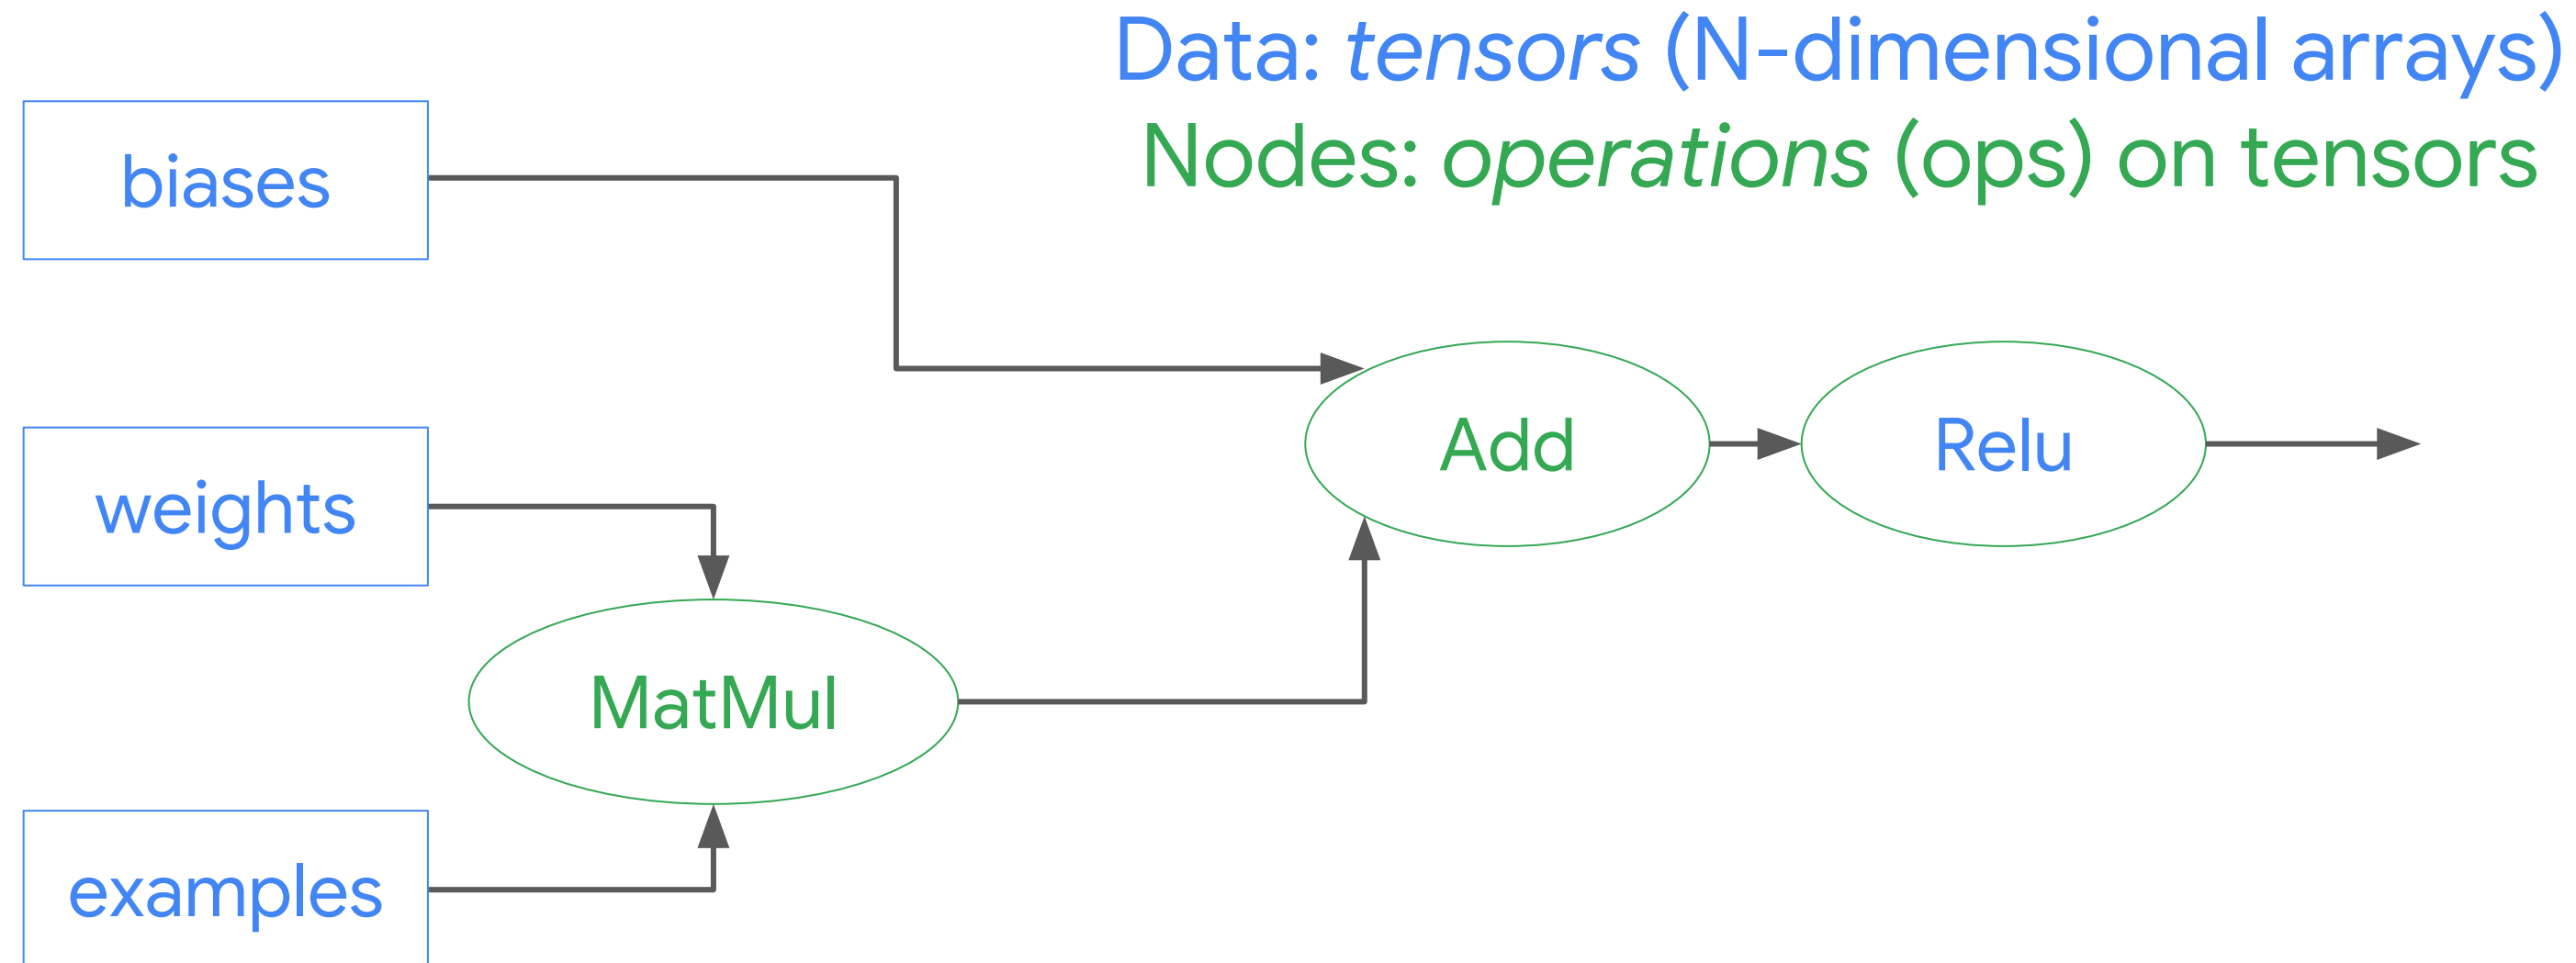 Data: tensors (N-dimensional arrays)
Nodes: operations (ops) on tensors
biases
weights
Add
Relu
MatMul
examples